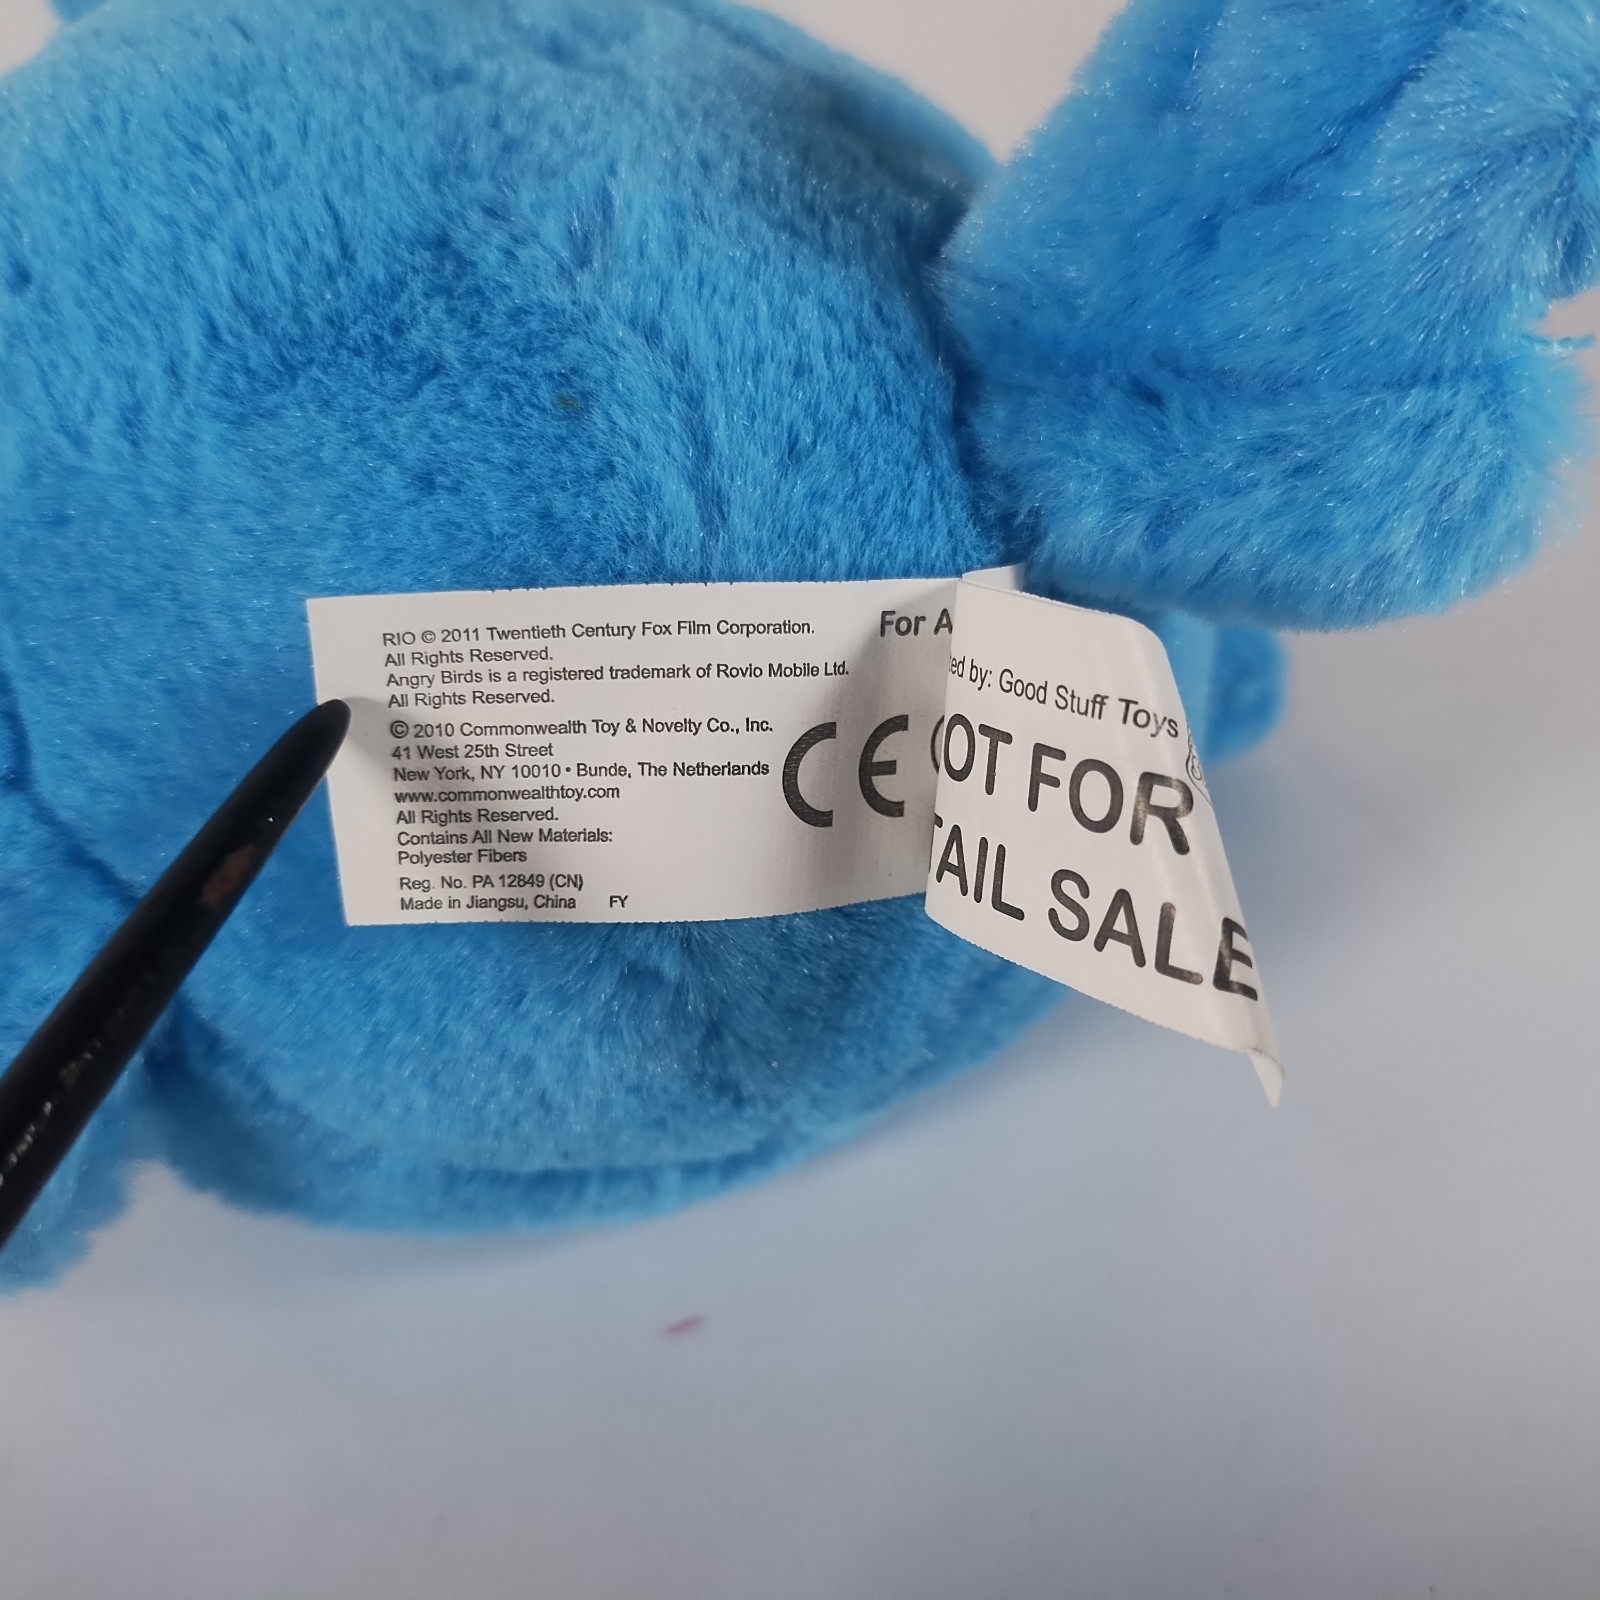 RIO © 2011 Twentieth Century Fox Film Corporation.
All Rights Reserved.
Angry Birds is a registered trademark of Rovio Mobile Ltd.
All Rights Reserved.
© 2010 Commonwealth Toy & Novelty Co., Inc.
41 West 25th Street
New York, NY 10010 • Bunde, The Netherlands
www.commonwealthtoy.com
All Rights Reserved.
Contains All New Materials:
Polyester Fibers
Reg. No. PA 12849 (CN)
Made in Jiangsu, China FY
CE
For A
ted by: Good Stuff Toys
OT FOR
TAIL SALE